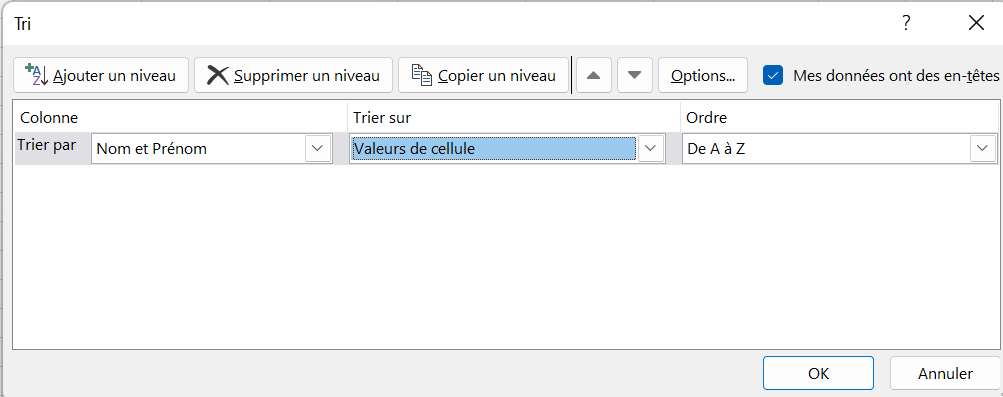 Tri
?
Ajouter un niveau Supprimer un niveau Copier un niveau Options... Mes données ont des en-têtes
Colonne Trier sur Ordre
Trier par Nom et Prénom Valeurs de cellule De A à Z
OK Annuler